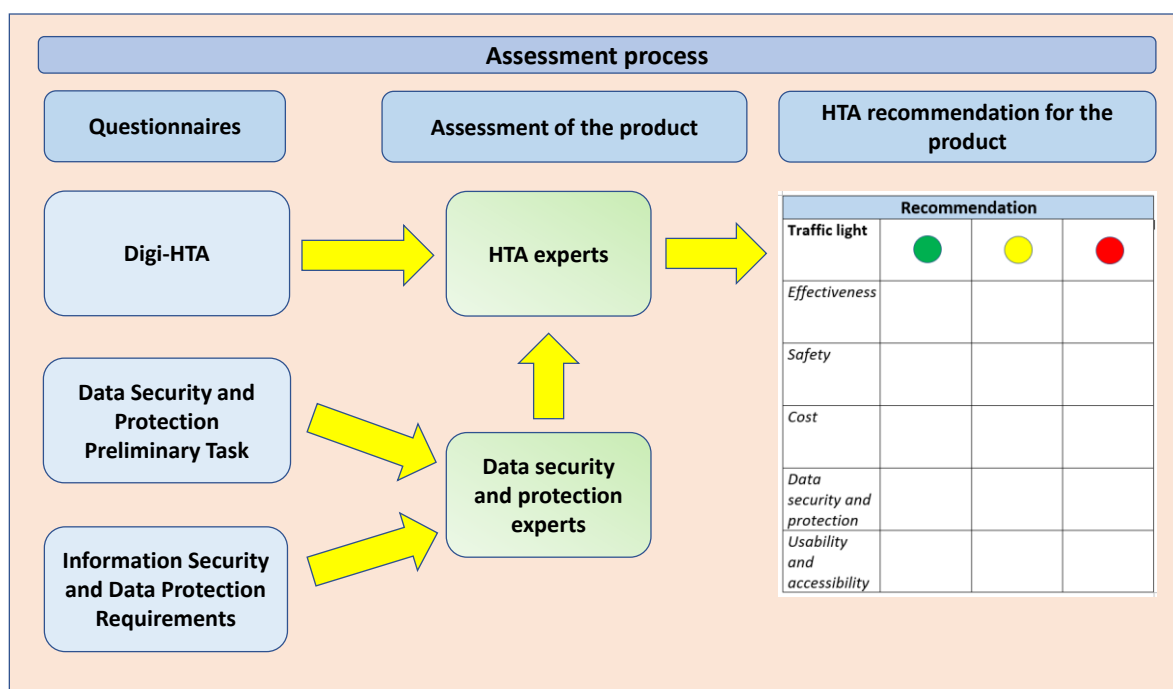 Assessment process
Questionnaires
Assessment of the product
HTA recommendation for the
product
Digi-HTA
HTA experts
Data Security and
Protection
Preliminary Task
Data security
and protection
experts
Information Security
and Data Protection
Requirements
Recommendation
Traffic light
Effectiveness
Safety
Cost
Data
security and
protection
Usability
and
accessibility